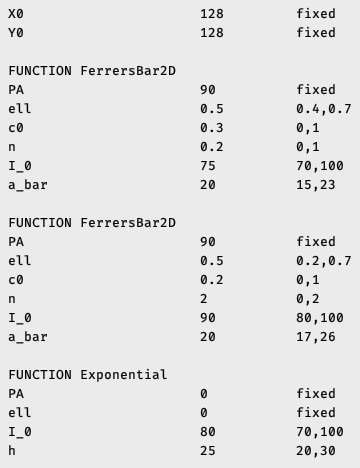 X0 128 fixed
Y0 128 fixed
FUNCTION FerrersBar2D
PA 90 fixed
ell 0.5 0.4,0.7
c0 0.3 0,1
n 0.2 0,1
I_0 75 70,100
a_bar 20 15,23
FUNCTION FerrersBar2D
PA 90 fixed
ell 0.5 0.2,0.7
c0 0.2 0,1
n 2 0,2
I_0 90 80,100
a_bar 20 17,26
FUNCTION Exponential
PA 0 fixed
ell 0 fixed
I_0 80 70,100
h 25 20,30